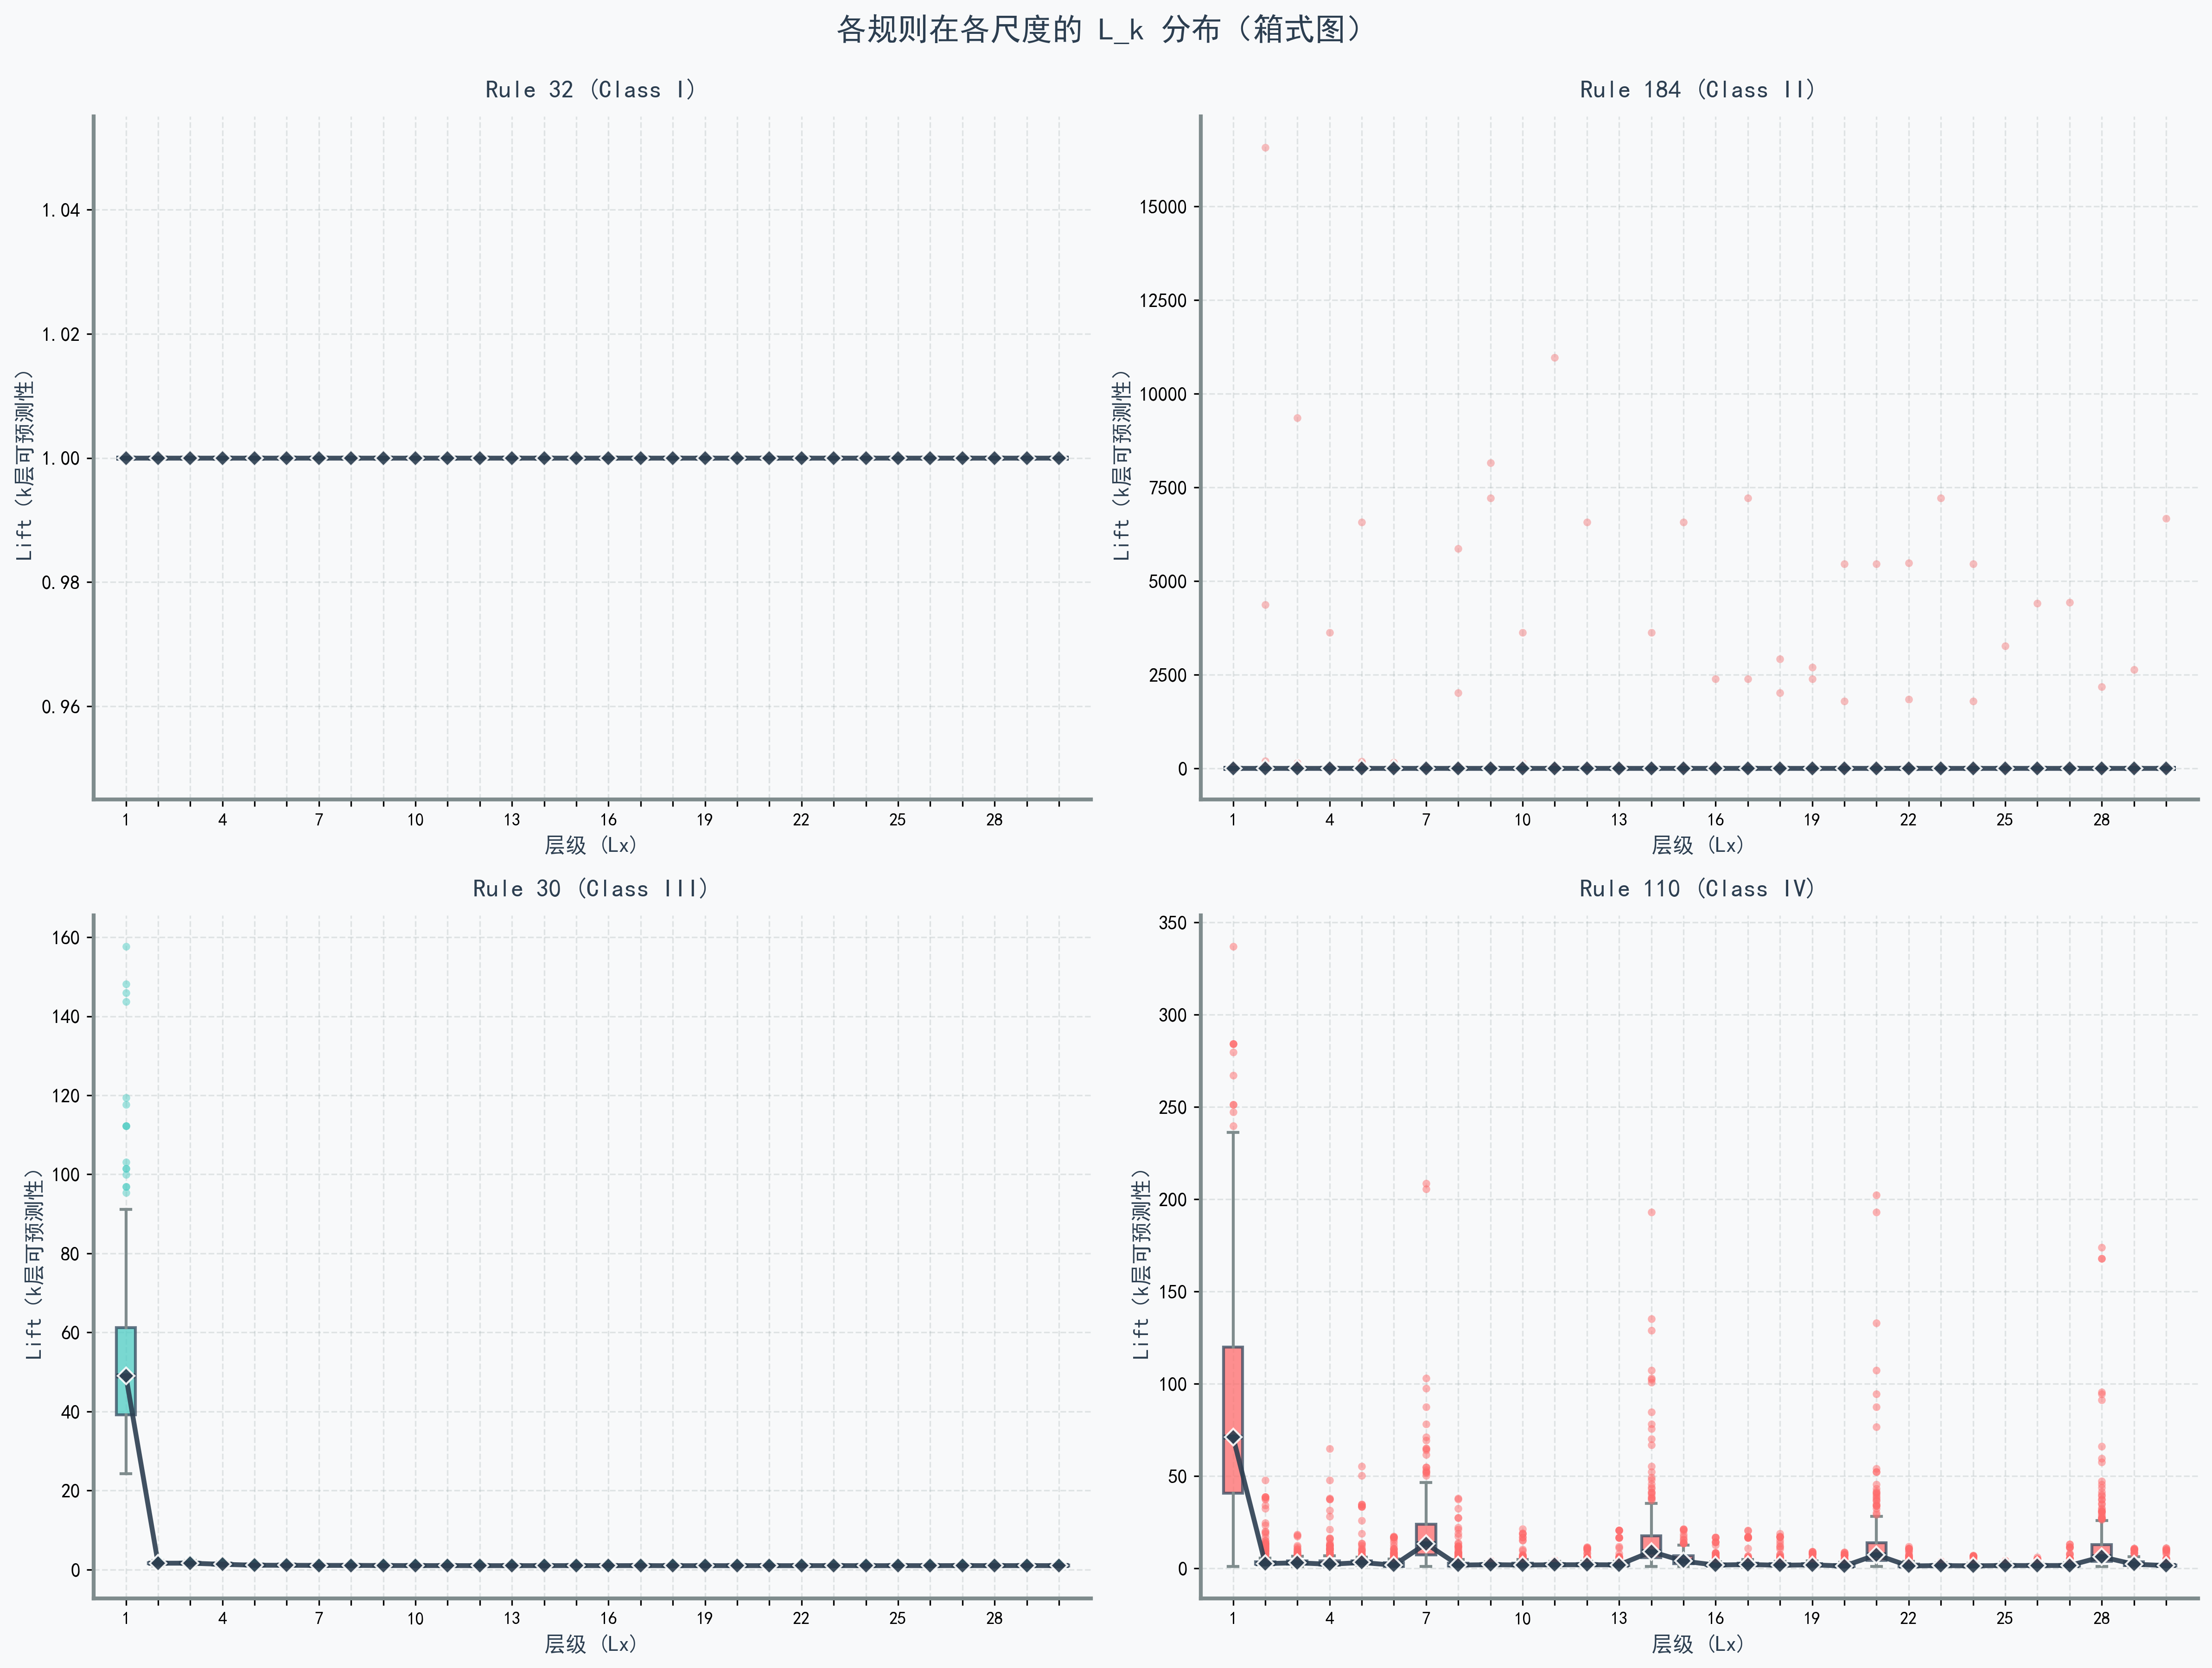 各规则在各尺度的 L_k 分布（箱式图）
Rule 32 (Class I)
Lift (k层可预测性)
1.04
1.02
1.00
0.98
0.96
1 4 7 10 13 16 19 22 25 28
层级 (Lx)
Rule 184 (Class II)
Lift (k层可预测性)
15000
12500
10000
7500
5000
2500
0
1 4 7 10 13 16 19 22 25 28
层级 (Lx)
Rule 30 (Class III)
Lift (k层可预测性)
160
140
120
100
80
60
40
20
0
1 4 7 10 13 16 19 22 25 28
层级 (Lx)
Rule 110 (Class IV)
Lift (k层可预测性)
350
300
250
200
150
100
50
0
1 4 7 10 13 16 19 22 25 28
层级 (Lx)